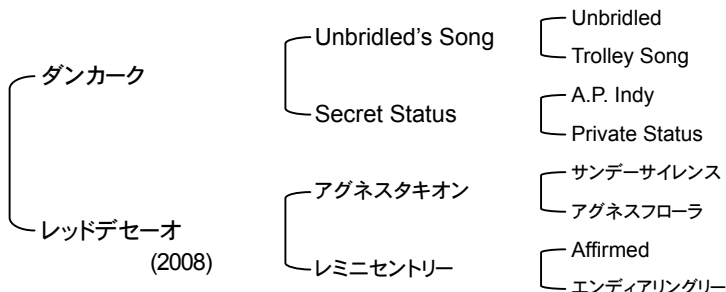 ダンカーク
Unbridled's Song
Unbridled
Trolley Song
Secret Status
A.P. Indy
Private Status
レッドデセーオ
(2008)
アグネスタキオン
サンデーサイレンス
アグネスフローラ
レミニセントリー
Affirmed
エンディアリングリー